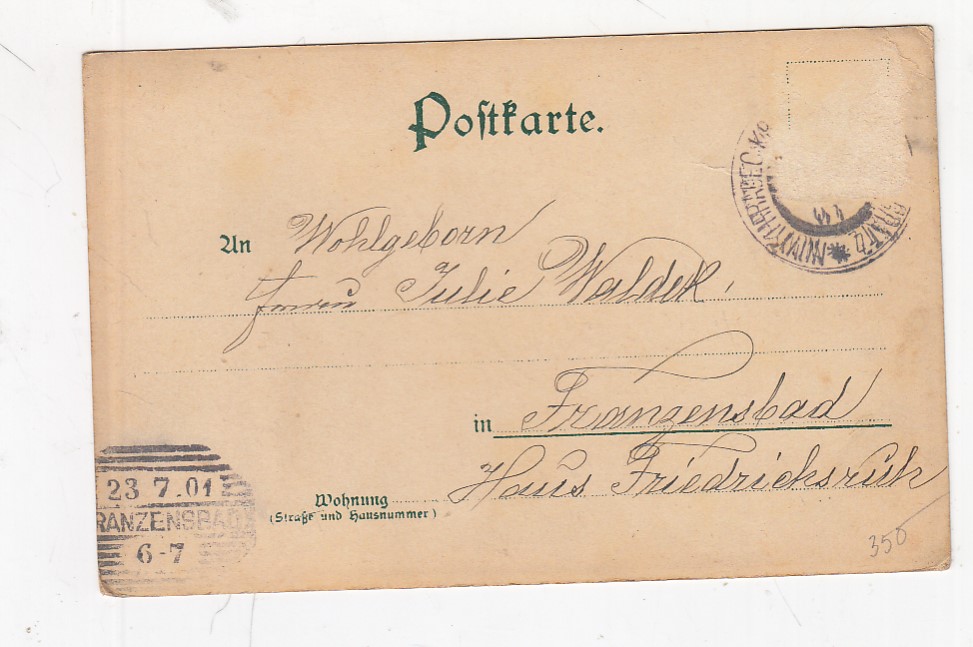 Postkarte.
An Wohlgeborn
Frau Julie Waldek,
in Franzensbad
Haus Friedrichsruh
Wohnung
(Straße und Hausnummer)
23 7.01
RANZENSBAD
6-7
350